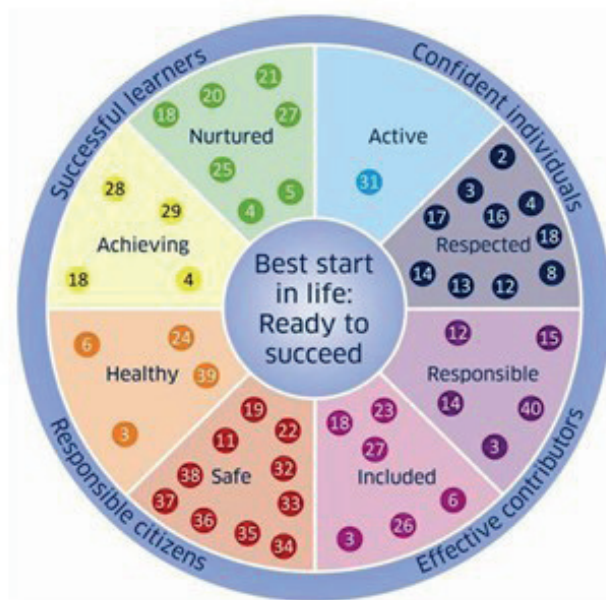 Successful learners
Confident individuals
Effective contributors
Responsible citizens
Best start
in life:
Ready to
succeed
Active
31
2
3
4
17
16
18
Respected
14
13
12
8
12
15
Responsible
14
40
3
18
23
27
Included
6
26
3
19
22
11
38
32
Safe
37
33
36
35
34
6
24
Healthy
39
3
28
29
Achieving
18
4
21
20
18
27
Nurtured
25
5
4